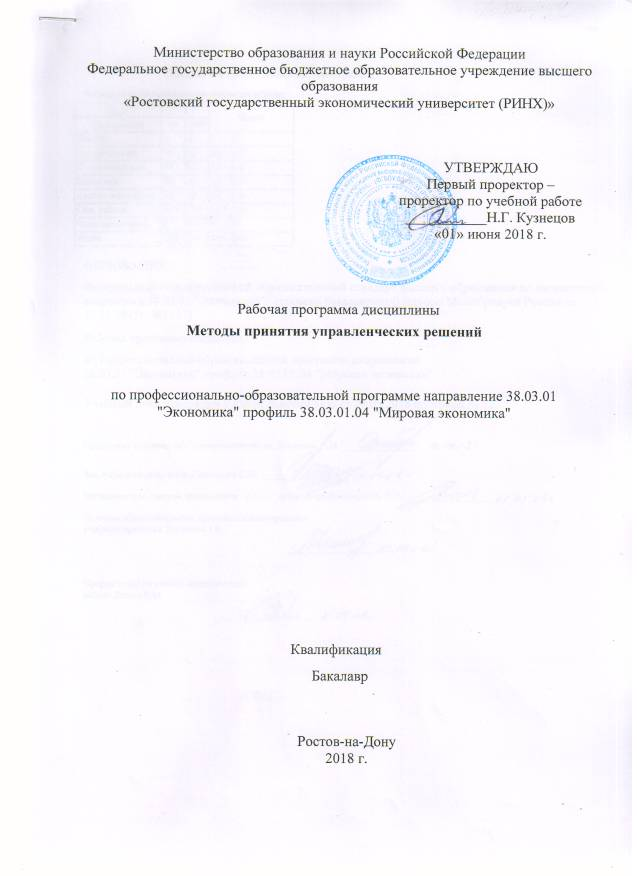 Министерство образования и науки Российской Федерации
Федеральное государственное бюджетное образовательное учреждение высшего
образования
«Ростовский государственный экономический университет (РИНХ)»
УТВЕРЖДАЮ
Первый проректор –
проректор по учебной работе
Н.Г. Кузнецов
«01» июня 2018 г.
Рабочая программа дисциплины
Методы принятия управленческих решений
по профессионально-образовательной программе направление 38.03.01
"Экономика" профиль 38.03.01.04 "Мировая экономика"
Квалификация
Бакалавр
Ростов-на-Дону
2018 г.